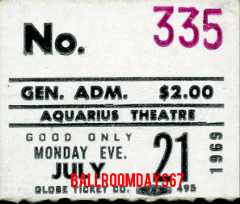 No. 335
GEN. ADM. $2.00
AQUARIUS THEATRE
GOOD ONLY
MONDAY EVE.
JULY 21 1969
BALLROOMDAYS67
GLOBE TICKET CO. 495